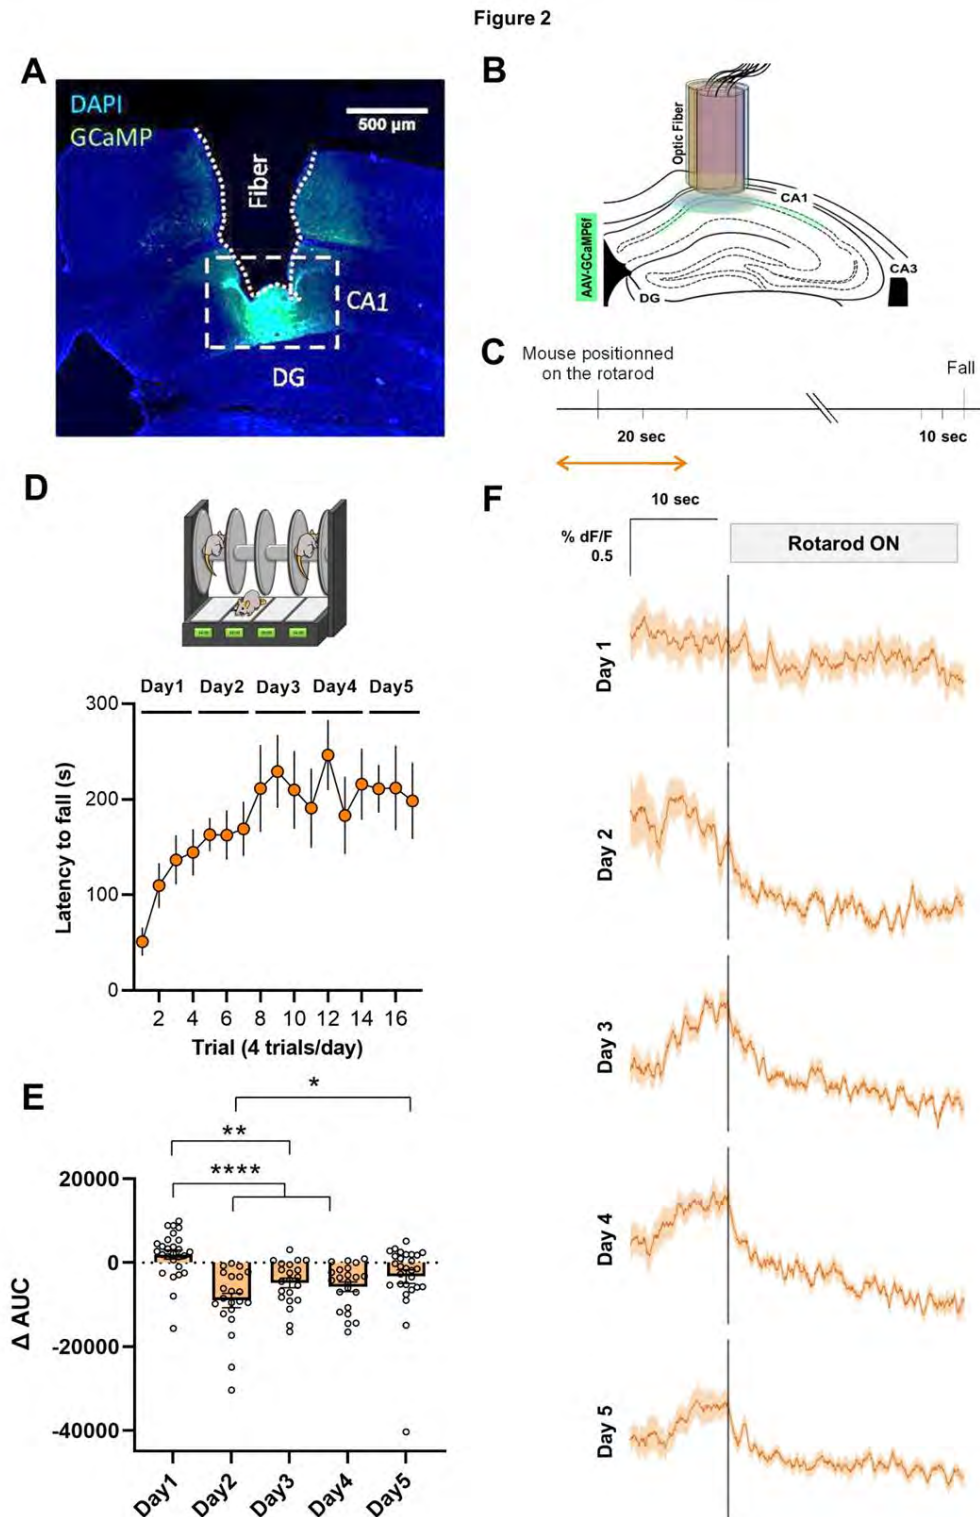 Figure 2
A
DAPI
GCaMP
500 µm
Fiber
CA1
DG
B
Optic Fiber
CA1
AAV-GCaMP6f
CA3
DG
C
Mouse positionned
on the rotarod
Fall
20 sec
10 sec
D
Day1 Day2 Day3 Day4 Day5
Latency to fall (s)
300
200
100
0
2 4 6 8 10 12 14 16
Trial (4 trials/day)
E
*
**
****
Δ AUC
20000
0
-20000
-40000
Day1 Day2 Day3 Day4 Day5
F
10 sec
% dF/F
0.5
Rotarod ON
Day 1
Day 2
Day 3
Day 4
Day 5